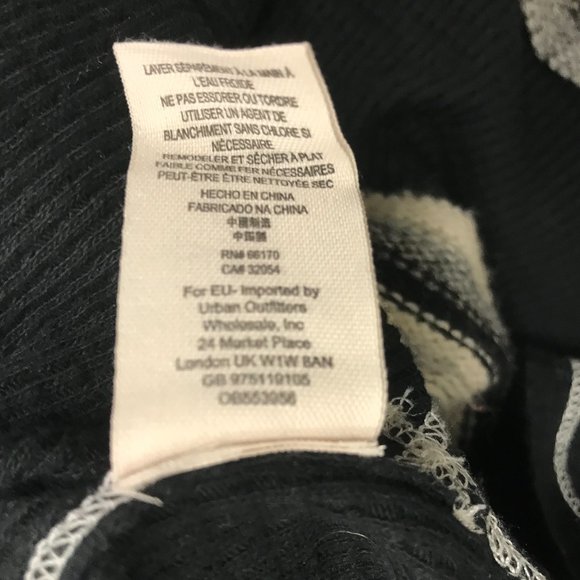 LAVER SÉPARÉMENT À LA MAIN À
L'EAU FROIDE
NE PAS ESSORER OU TORDRE
UTILISER UN AGENT DE
BLANCHIMENT SANS CHLORE SI
NÉCESSAIRE
REMODELER ET SÉCHER À PLAT
FAIBLE COMME FER NÉCESSAIRES
PEUT-ÊTRE ÊTRE NETTOYÉE SEC
HECHO EN CHINA
FABRICADO NA CHINA
中國製造
中国制
RN# 66170
CA# 32054
For EU- Imported by
Urban Outfitters
Wholesale, Inc
24 Market Place
London UK W1W 8AN
GB 975119105
OB553956